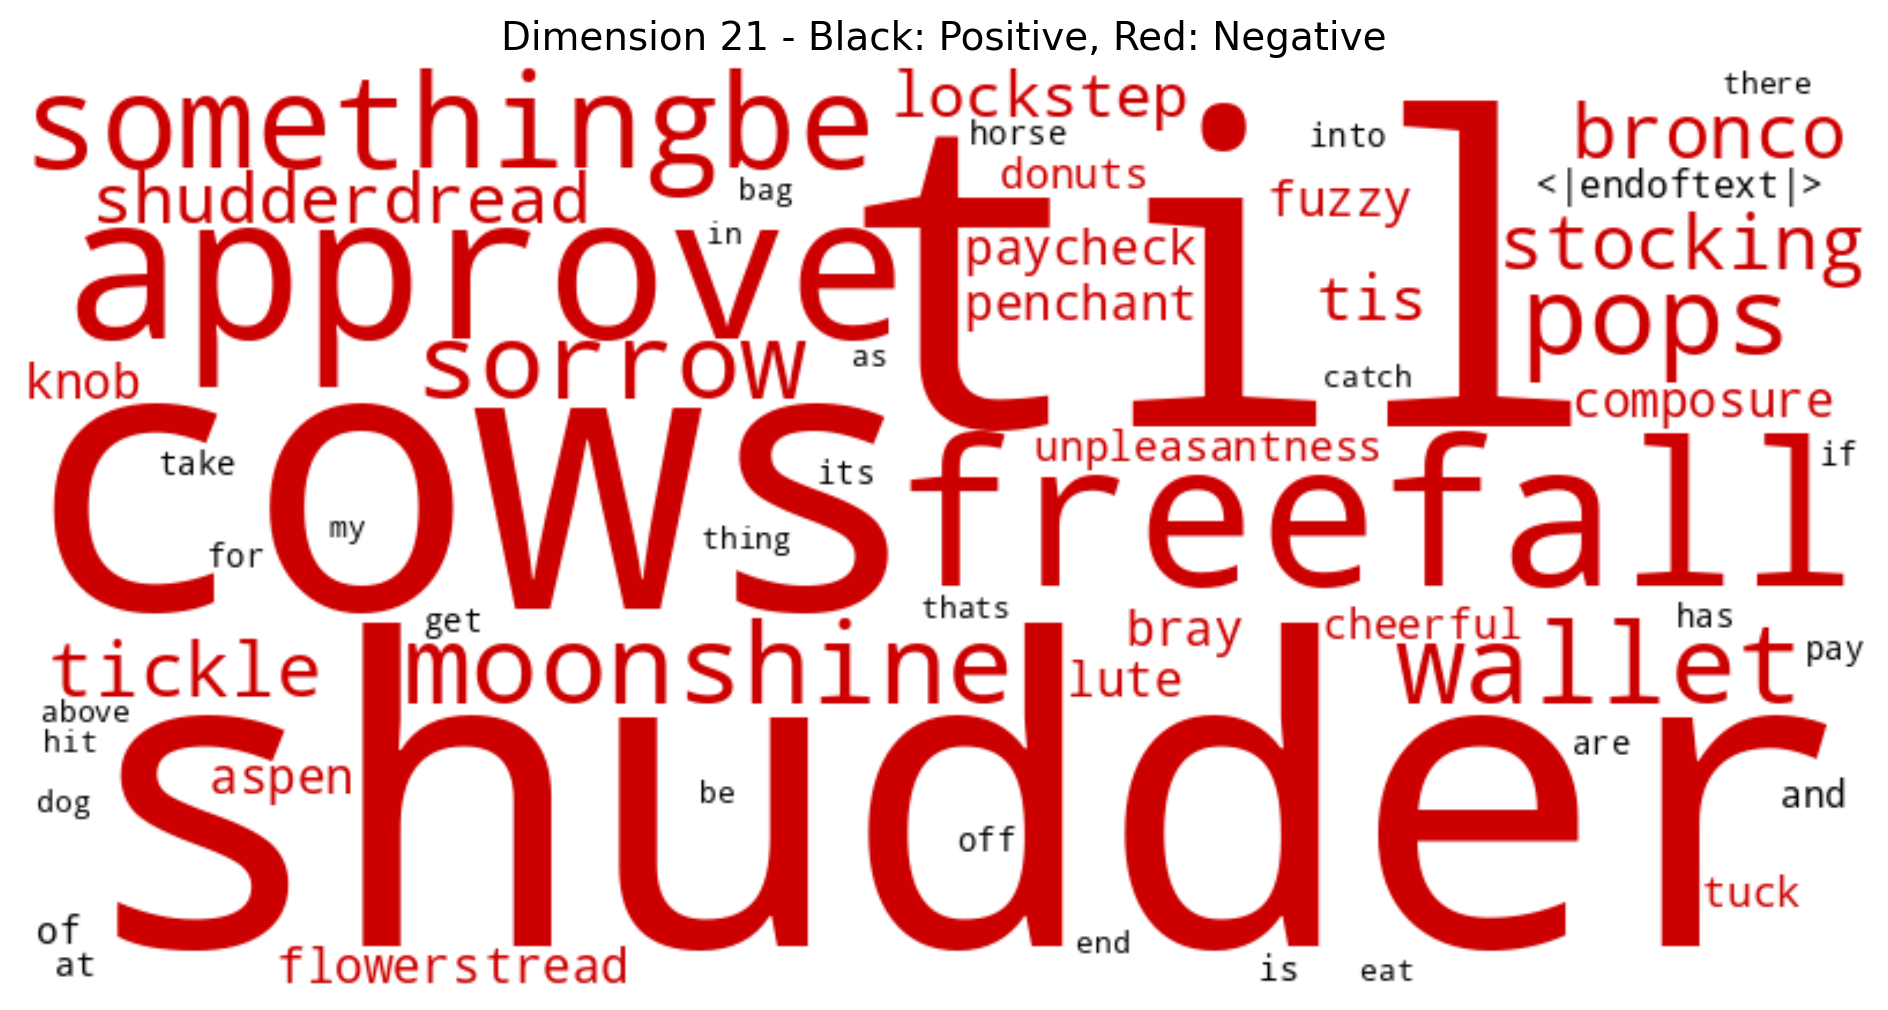 Dimension 21 - Black: Positive, Red: Negative
somethingbe
lockstep
there
horse
into
bronco
donuts
shudderdread
bag
fuzzy
<|endoftext|>
til
approve
in
paycheck
stocking
penchant
tis
pops
knob
sorrow
as
catch
composure
cows
take
its
unpleasantness
if
freefall
my
for
thing
get
thats
bray
cheerful
has
pay
tickle
moonshine
lute
wallet
above
hit
are
shudder
aspen
dog
be
off
and
tuck
of
at
flowerstread
end
is
eat